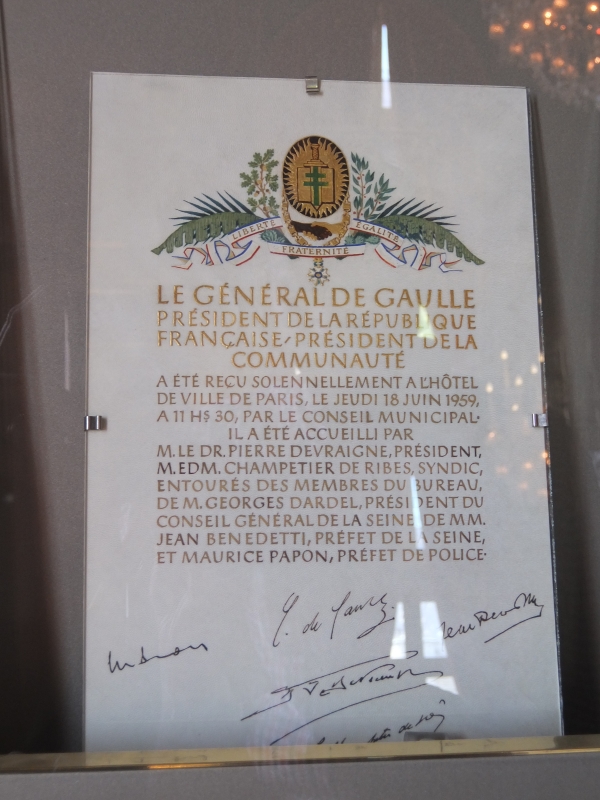 LIBERTÉ ÉGALITÉ
FRATERNITÉ
LE GÉNÉRAL DE GAULLE
PRÉSIDENT DE LA RÉPUBLIQUE
FRANÇAISE-PRÉSIDENT DE LA
COMMUNAUTÉ
A ÉTÉ REÇU SOLENNELLEMENT A L'HÔTEL
DE VILLE DE PARIS, LE JEUDI 18 JUIN 1959,
A 11 HS 30, PAR LE CONSEIL MUNICIPAL·
IL A ÉTÉ ACCUEILLI PAR
M. LE DR. PIERRE DEVRAIGNE, PRÉSIDENT,
M. EDM. CHAMPETIER DE RIBES, SYNDIC,
ENTOURÉS DES MEMBRES DU BUREAU,
DE M. GEORGES DARDEL, PRÉSIDENT DU
CONSEIL GÉNÉRAL DE LA SEINE, DE MM.
JEAN BENEDETTI, PRÉFET DE LA SEINE,
ET MAURICE PAPON, PRÉFET DE POLICE·
C. de Gaulle